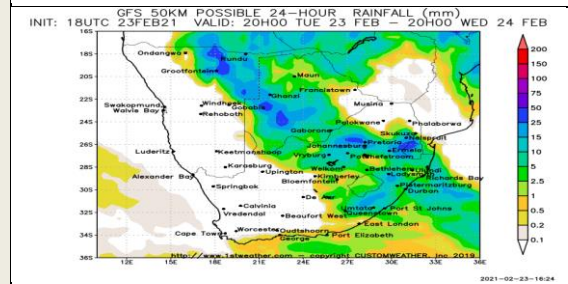 GFS 50KM POSSIBLE 24-HOUR RAINFALL (mm)
INIT: 18UTC 23FEB21 VALID: 20H00 TUE 23 FEB - 20H00 WED 24 FEB
16S
18S
20S
22S
24S
26S
28S
30S
32S
34S
36S
Ondangwa
Rundu
Grootfontein
Maun
Francistown
Ghanzi
Windhoek
Gobabis
Swakopmund
Walvis Bay
Rehoboth
Musina
Polokwane
Phalaborwa
Gaborone
Skukuza
Nelspruit
Johannesburg
Pretoria
Luderitz
Keetmanshoop
Vryburg
Ermelo
Potchefstroom
Karasburg
Upington
Welkom
Bethlehem
Kimberley
Ladysmith
Alexander Bay
Richards Bay
Bloemfontein
Springbok
Pietermaritzburg
Durban
De Aar
Calvinia
Vredendal
Umtata
Port St Johns
Queenstown
Beaufort West
East London
Worcester
Cape Town
Oudtshoorn
George
Port Elizabeth
http://www.1stweather.com - copyright CUSTOMWEATHER, inc 2019
12E 15E 18E 21E 24E 27E 30E 33E 36E
200
150
100
75
50
25
15
10
5
2.5
1
0.5
0.2
0.1
2021-02-23-16:24